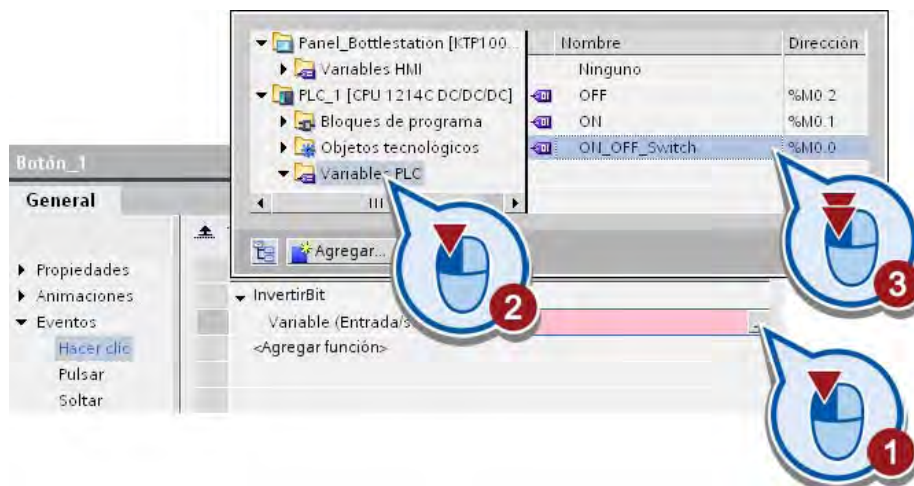 Panel_Bottlestation [KTP100...
Variables HMI
PLC_1 [CPU 1214C DC/DC/DC]
Bloques de programa
Objetos tecnológicos
Variables PLC
Nombre Dirección
Ninguno
OFF %M0.2
ON %M0.1
ON_OFF_Switch %M0.0
Agregar...
Botón_1
General
Propiedades
Animaciones
Eventos
Hacer clic
Pulsar
Soltar
InvertirBit
Variable (Entrada/s
<Agregar función>
...
2
3
1